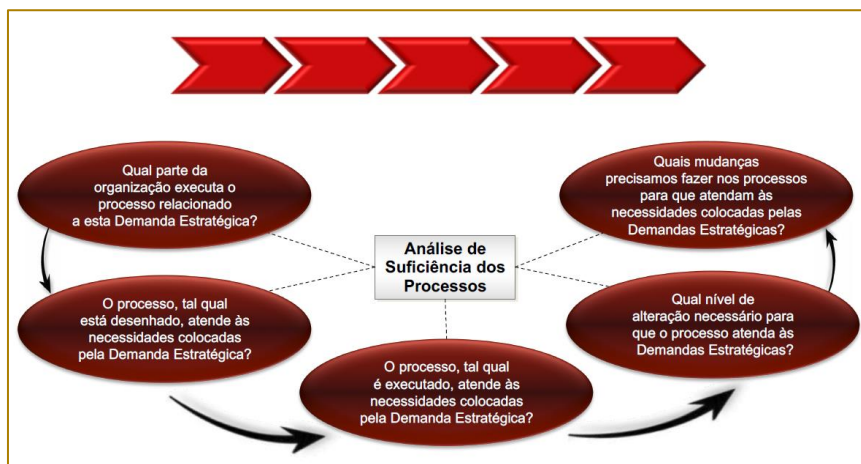 Qual parte da
organização executa o
processo relacionado
a esta Demanda Estratégica?
O processo, tal qual
está desenhado, atende às
necessidades colocadas
pela Demanda Estratégica?
O processo, tal qual
é executado, atende às
necessidades colocadas
pela Demanda Estratégica?
Qual nível de
alteração necessário para
que o processo atenda às
Demandas Estratégicas?
Quais mudanças
precisamos fazer nos processos
para que atendam às
necessidades colocadas pelas
Demandas Estratégicas?
Análise de
Suficiência dos
Processos